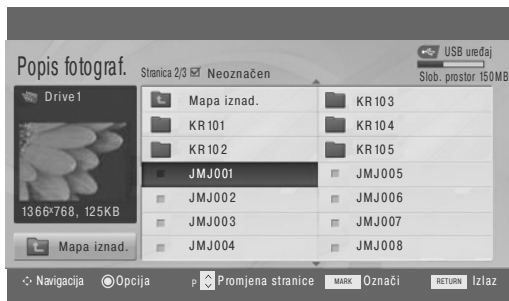 USB uređaj
Popis fotograf.
Stranica 2/3 Neoznačen
Slob. prostor 150MB
Drive1
1366x768, 125KB
Mapa iznad.
Mapa iznad.
KR101
KR102
JMJ001
JMJ002
JMJ003
JMJ004
KR103
KR104
KR105
JMJ005
JMJ006
JMJ007
JMJ008
Navigacija Opcija P Promjena stranice MARK Označi RETURN Izlaz